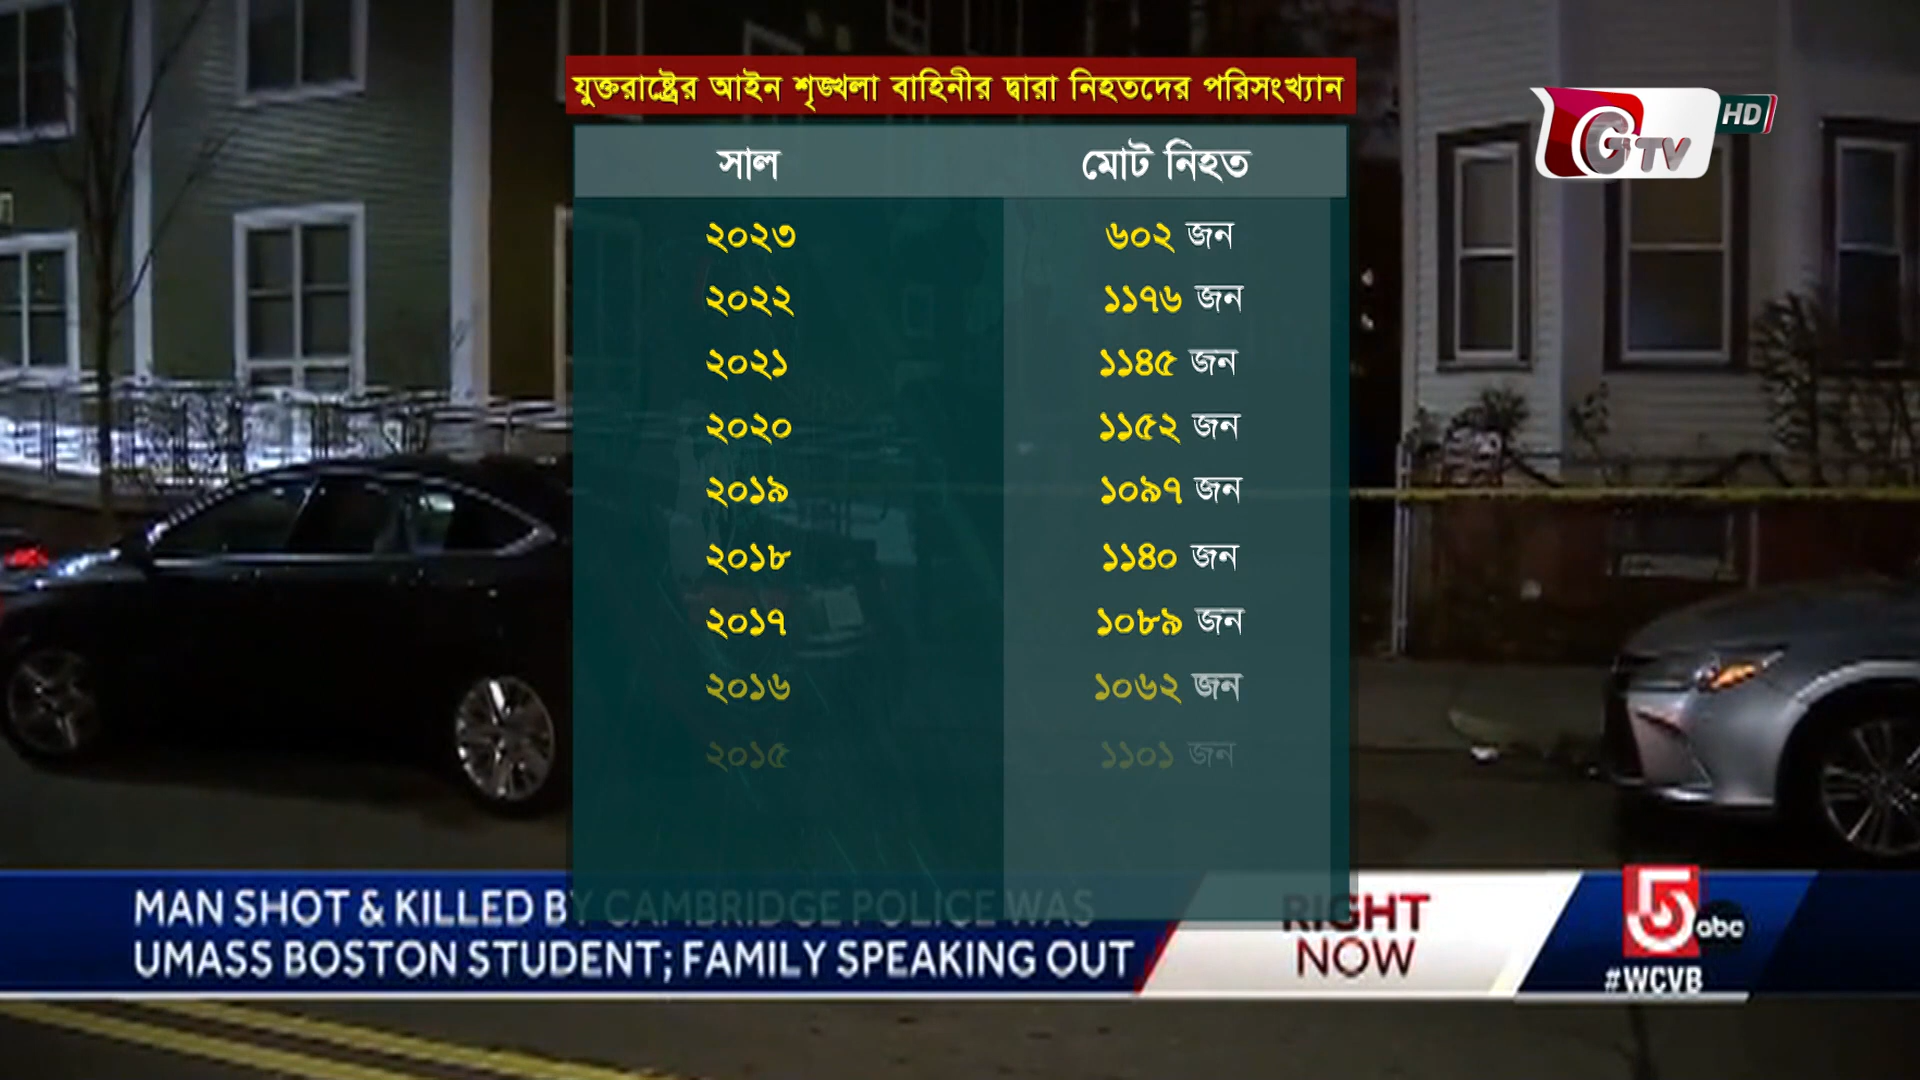 যুক্তরাষ্ট্রের আইন শৃঙ্খলা বাহিনীর দ্বারা নিহতদের পরিসংখ্যান
GTV HD
সাল মোট নিহত
২০২৩ ৬০২ জন
২০২২ ১১৭৬ জন
২০২১ ১১৪৫ জন
২০২০ ১১৫২ জন
২০১৯ ১০৯৭ জন
২০১৮ ১১৪০ জন
২০১৭ ১০৮৯ জন
২০১৬ ১০৬২ জন
২০১৫ ১১০১ জন
MAN SHOT & KILLED BY CAMBRIDGE POLICE WAS
UMASS BOSTON STUDENT; FAMILY SPEAKING OUT
RIGHT
NOW
5 abc
#WCVB